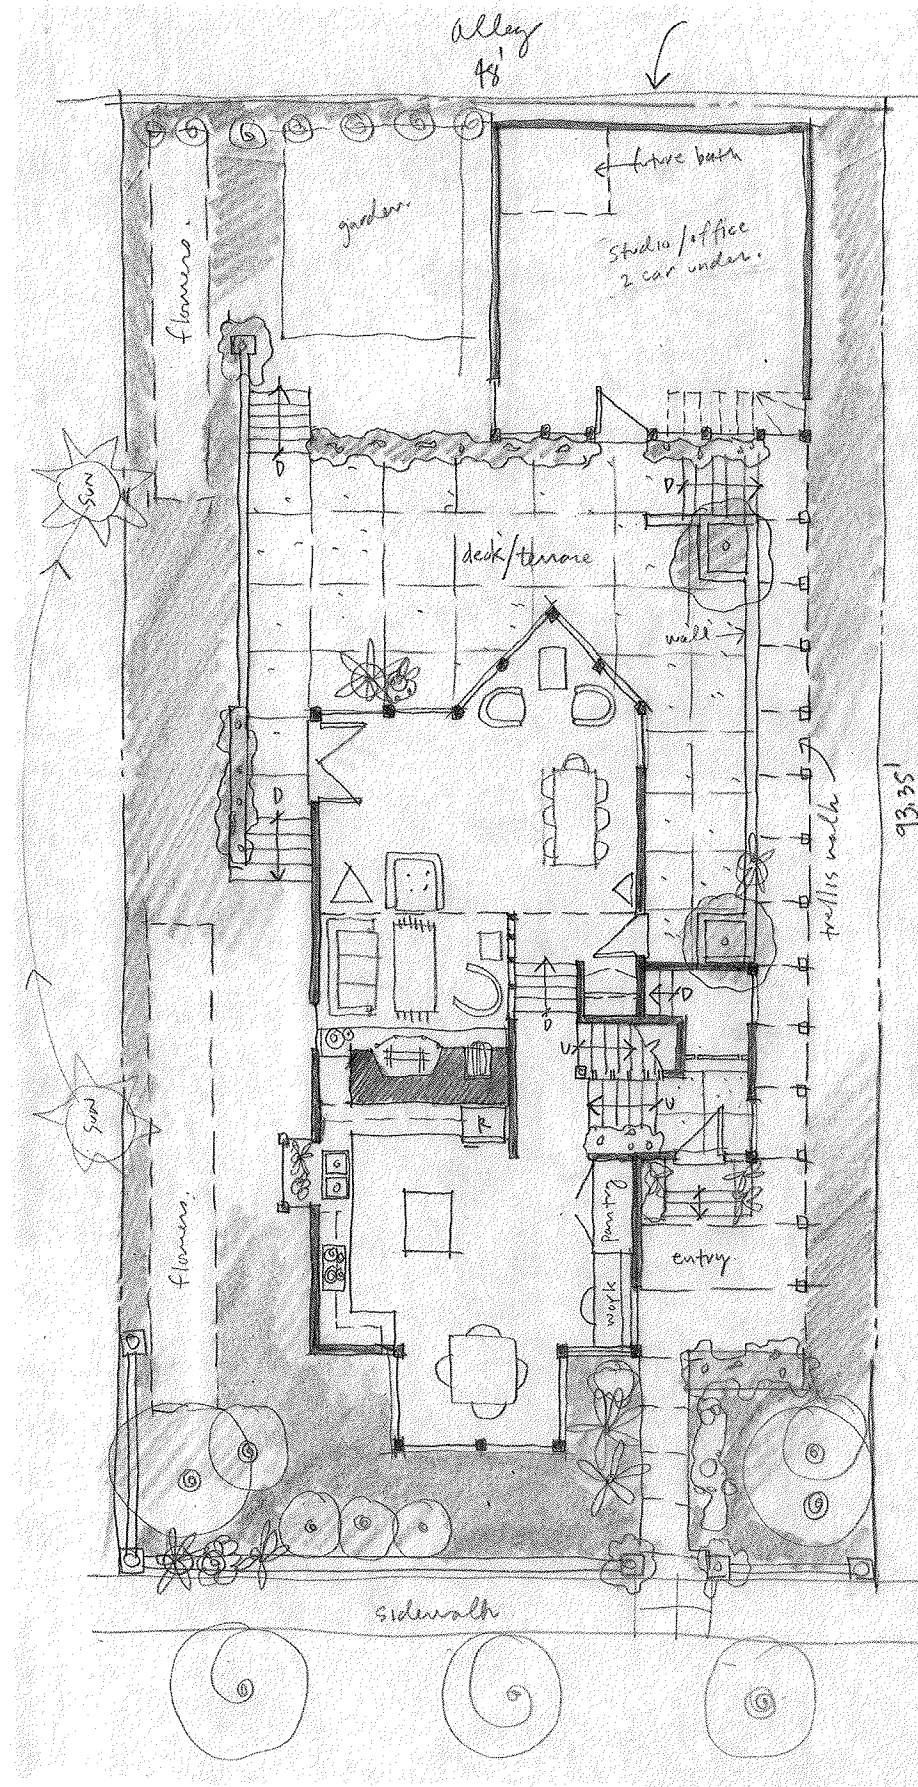 alley
48'
future bath
garden.
studio/office
2 car under.
flowers.
D
D
SUN
deck/terrace
wall
93.35'
D
trellis walk
D
D
U
U
SUN
R
pantry
flowers.
entry
work
sidewalk